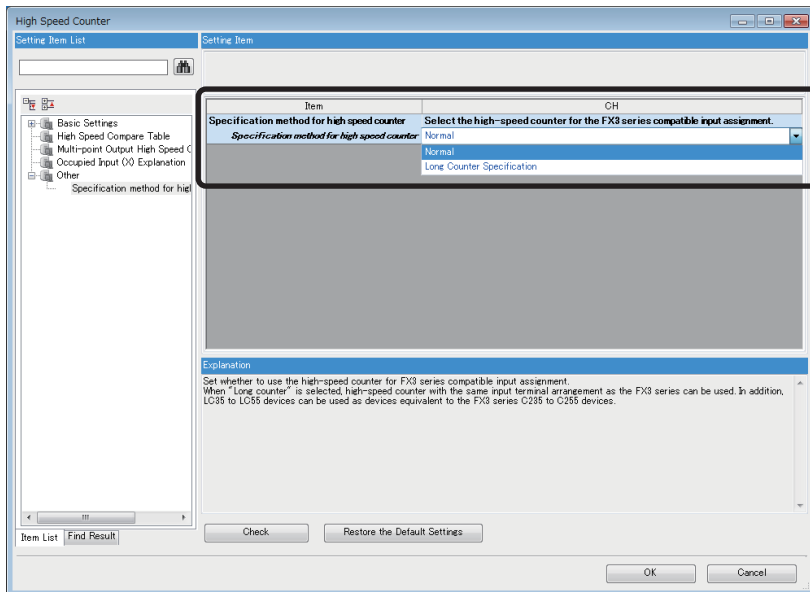 High Speed Counter
Setting Item List
Setting Item
Item
CH
Specification method for high speed counter
Select the high-speed counter for the FX3 series compatible input assignment.
Specification method for high speed counter
Normal
Normal
Long Counter Specification
Basic Settings
High Speed Compare Table
Multi-point Output High Speed C
Occupied Input (X) Explanation
Other
Specification method for higl
Explanation
Set whether to use the high-speed counter for FX3 series compatible input assignment.
When "Long counter" is selected, high-speed counter with the same input terminal arrangement as the FX3 series can be used. In addition,
LC35 to LC55 devices can be used as devices equivalent to the FX3 series C235 to C255 devices.
Item List
Find Result
Check
Restore the Default Settings
OK
Cancel